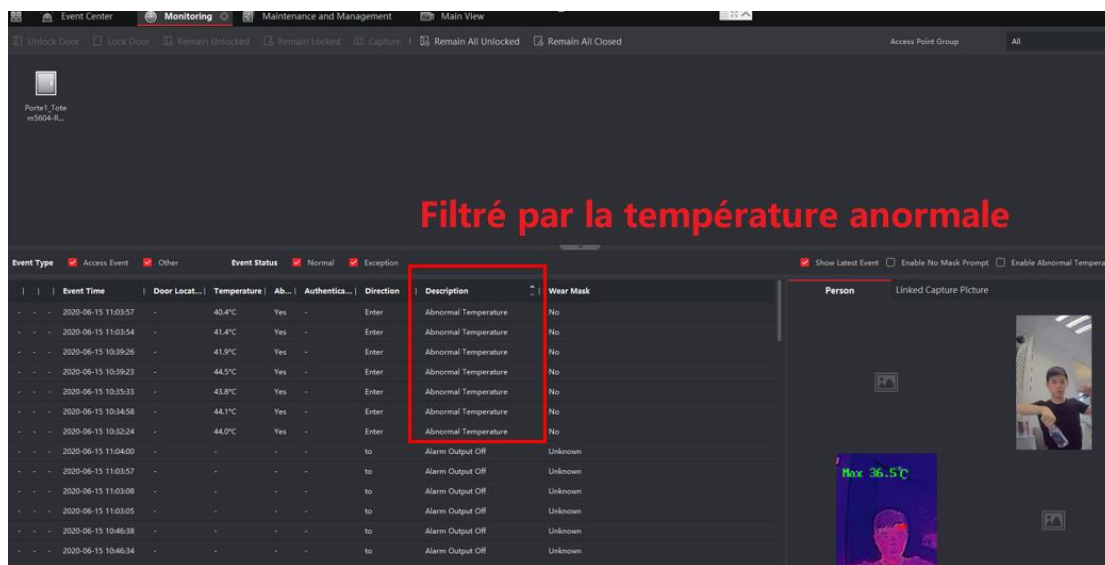 Event Center Monitoring Maintenance and Management Main View
Unlock Door Lock Door Remain Unlocked Remain Locked Capture Remain All Unlocked Remain All Closed Access Point Group All
Porte1_Tote
m5604-R...
Filtré par la température anormale
Event Type Access Event Other Event Status Normal Exception Show Latest Event Enable No Mask Prompt Enable Abnormal Tempera
Event Time Door Locat... Temperature Ab... Authentica... Direction Description Wear Mask Person Linked Capture Picture
- - - 2020-06-15 11:03:57 - 40.4°C Yes - Enter Abnormal Temperature No
- - - 2020-06-15 11:03:54 - 41.4°C Yes - Enter Abnormal Temperature No
- - - 2020-06-15 10:39:26 - 41.9°C Yes - Enter Abnormal Temperature No
- - - 2020-06-15 10:39:23 - 44.5°C Yes - Enter Abnormal Temperature No
- - - 2020-06-15 10:35:33 - 43.8°C Yes - Enter Abnormal Temperature No
- - - 2020-06-15 10:34:58 - 44.1°C Yes - Enter Abnormal Temperature No
- - - 2020-06-15 10:32:24 - 44.0°C Yes - Enter Abnormal Temperature No
- - - 2020-06-15 11:04:00 - - - - to Alarm Output Off Unknown
- - - 2020-06-15 11:03:57 - - - - to Alarm Output Off Unknown
- - - 2020-06-15 11:03:08 - - - - to Alarm Output Off Unknown
- - - 2020-06-15 11:03:05 - - - - to Alarm Output Off Unknown
- - - 2020-06-15 10:46:38 - - - - to Alarm Output Off Unknown
- - - 2020-06-15 10:46:34 - - - - to Alarm Output Off Unknown
Max 36.5°C